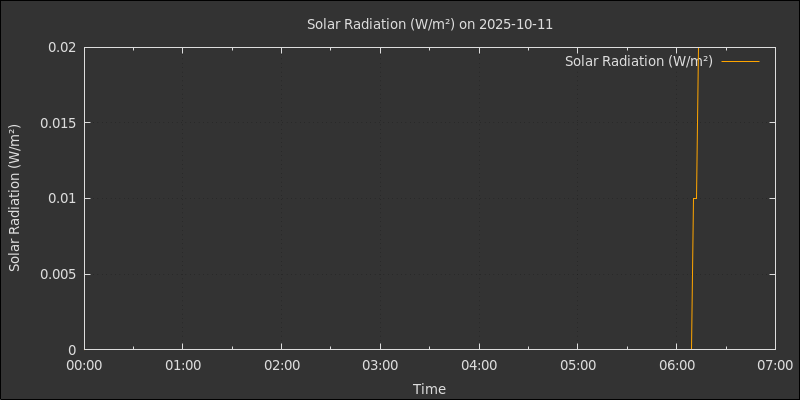 Solar Radiation (W/m²) on 2025-10-11
Solar Radiation (W/m²)
Solar Radiation (W/m²)
0.02
0.015
0.01
0.005
0
00:00 01:00 02:00 03:00 04:00 05:00 06:00 07:00
Time